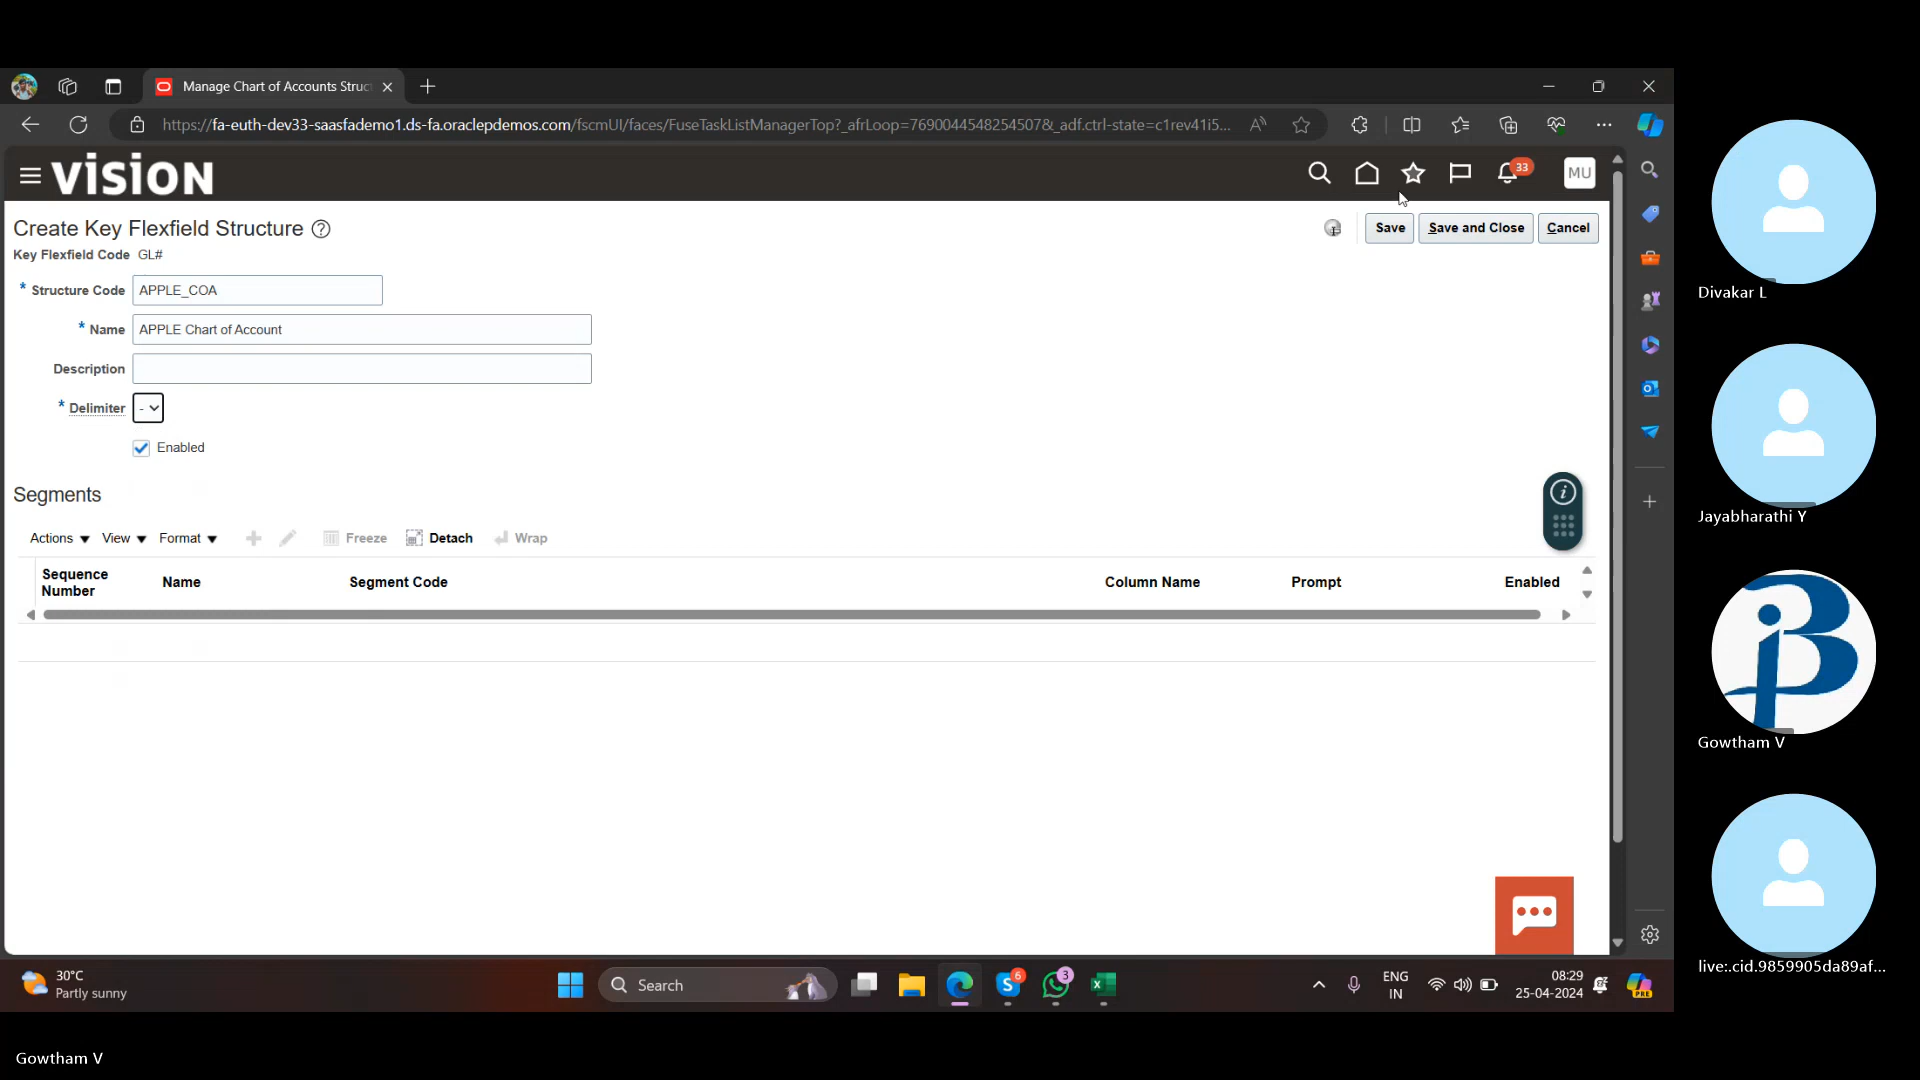 Manage Chart of Accounts Struc
https://fa-euth-dev33-saasfademo1.ds-fa.oraclepdemos.com/fscmUI/faces/FuseTaskListManagerTop?_afrLoop=7690044548254507&_adf.ctrl-state=c1rev41i5...
VISION
33
MU
Create Key Flexfield Structure
Save
Save and Close
Cancel
Key Flexfield Code GL#
* Structure Code APPLE_COA
* Name APPLE Chart of Account
Description
* Delimiter -
Enabled
Segments
Actions View Format Freeze Detach Wrap
Sequence Number Name Segment Code Column Name Prompt Enabled
Divakar L
Jayabharathi Y
Gowtham V
live:.cid.9859905da89af...
30°C
Partly sunny
Search
6
3
ENG
IN
08:29
25-04-2024
PRE
Gowtham V